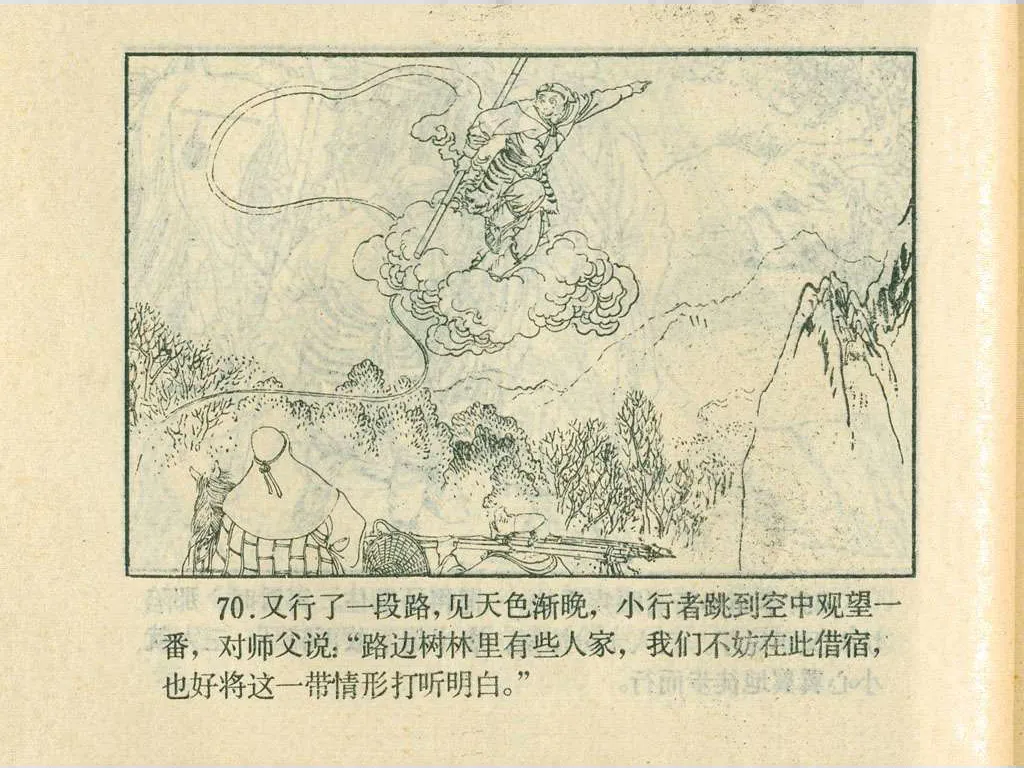 70.又行了一段路，见天色渐晚，小行者跳到空中观望一
番，对师父说：“路边树林里有些人家，我们不妨在此借宿，
也好将这一带情形打听明白。”